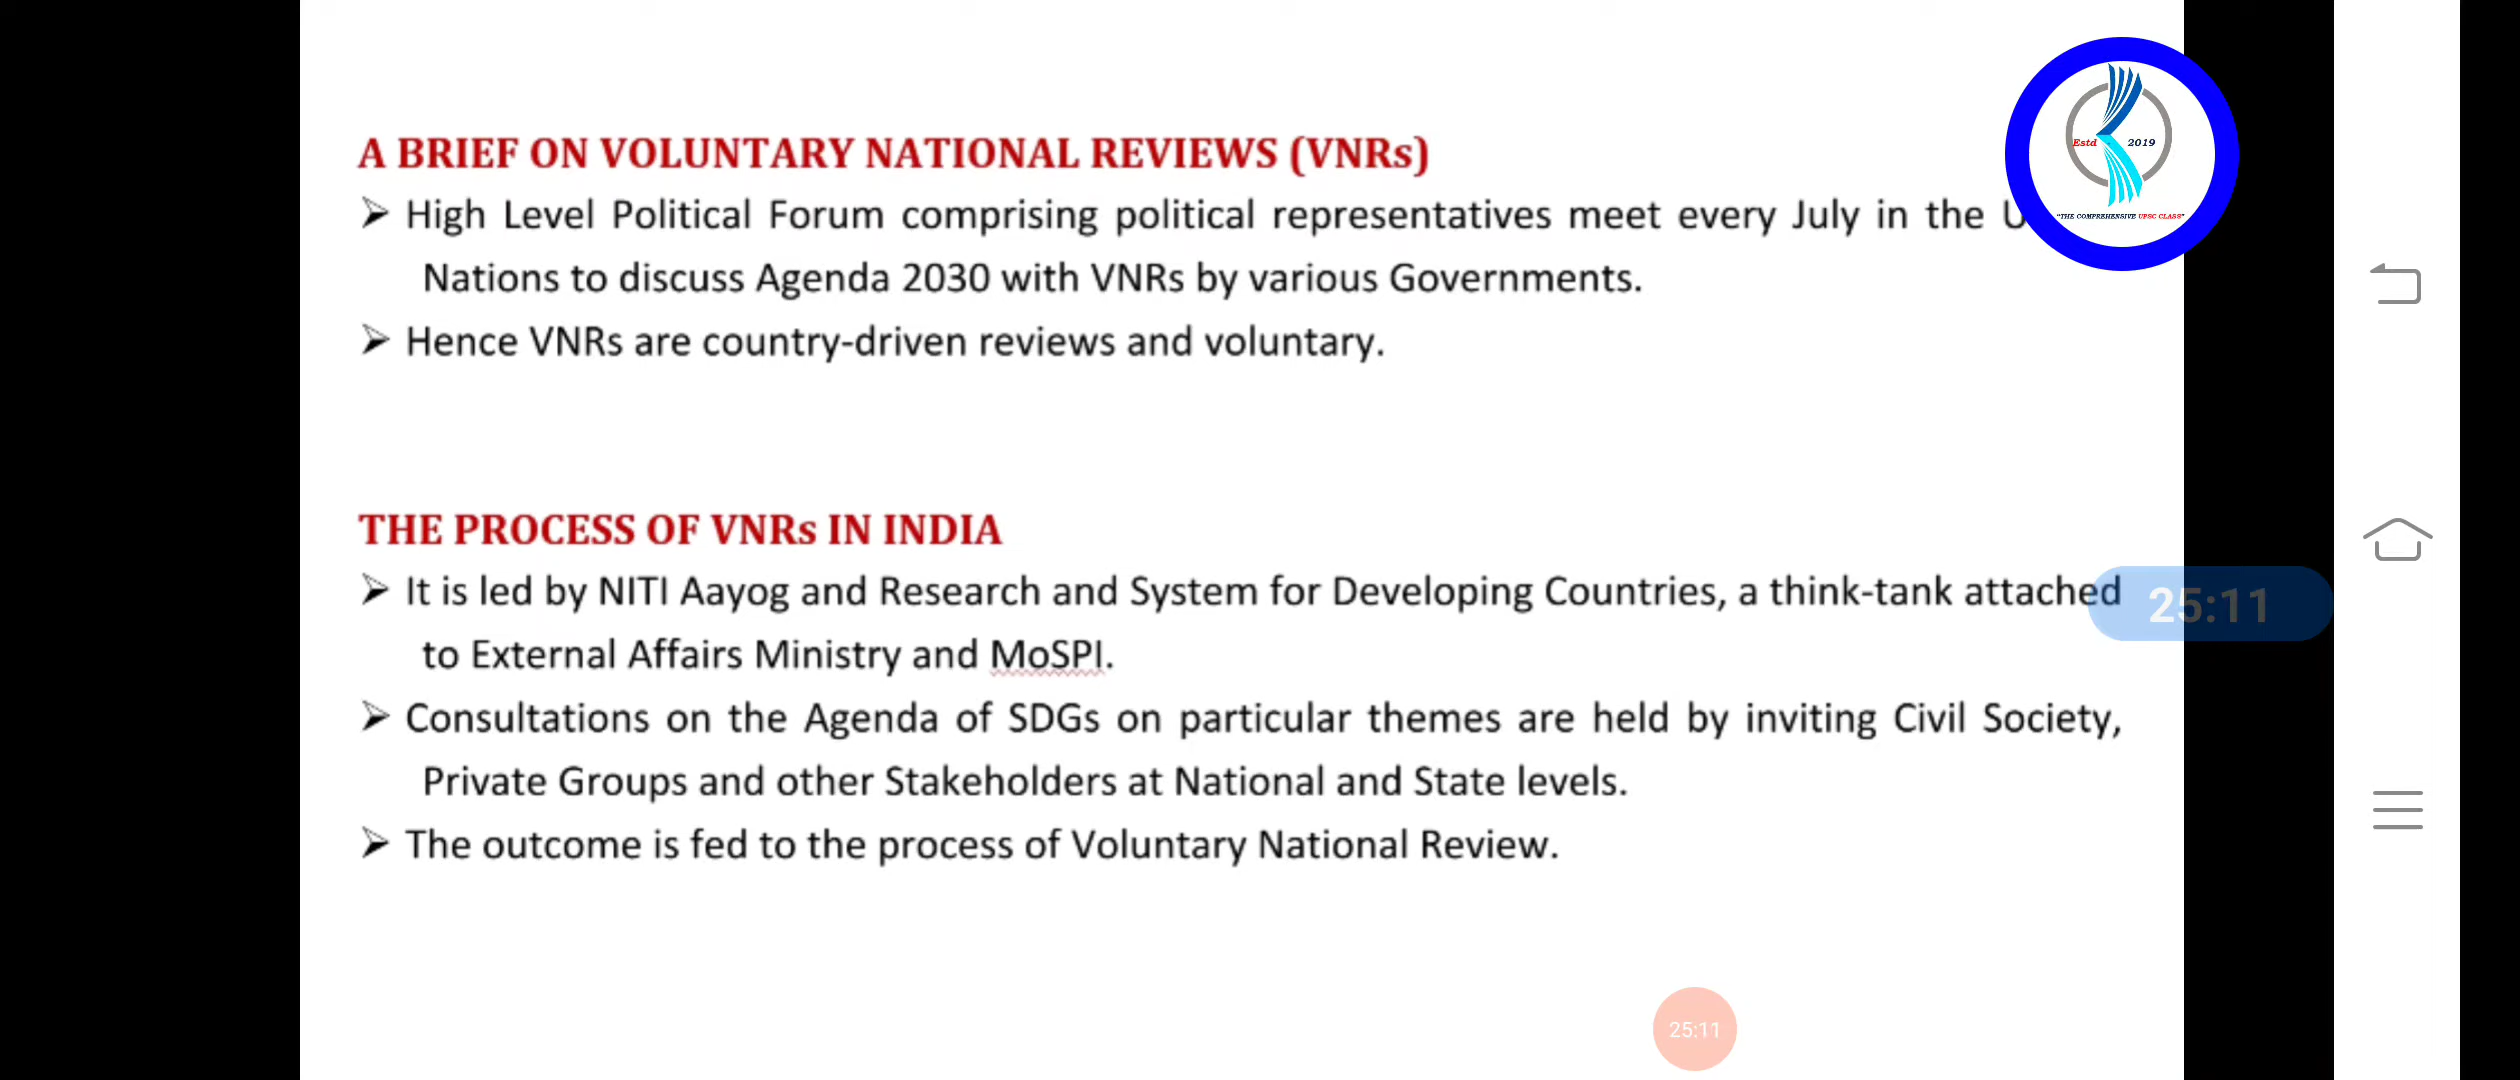 A BRIEF ON VOLUNTARY NATIONAL REVIEWS (VNRs)
➢ High Level Political Forum comprising political representatives meet every July in the
Nations to discuss Agenda 2030 with VNRs by various Governments.
➢ Hence VNRs are country-driven reviews and voluntary.
Estd 2019
"THE COMPREHENSIVE UPSC CLASS"
THE PROCESS OF VNRs IN INDIA
➢ It is led by NITI Aayog and Research and System for Developing Countries, a think-tank attached
to External Affairs Ministry and MoSPI.
➢ Consultations on the Agenda of SDGs on particular themes are held by inviting Civil Society,
Private Groups and other Stakeholders at National and State levels.
➢ The outcome is fed to the process of Voluntary National Review.
25:11
25:11